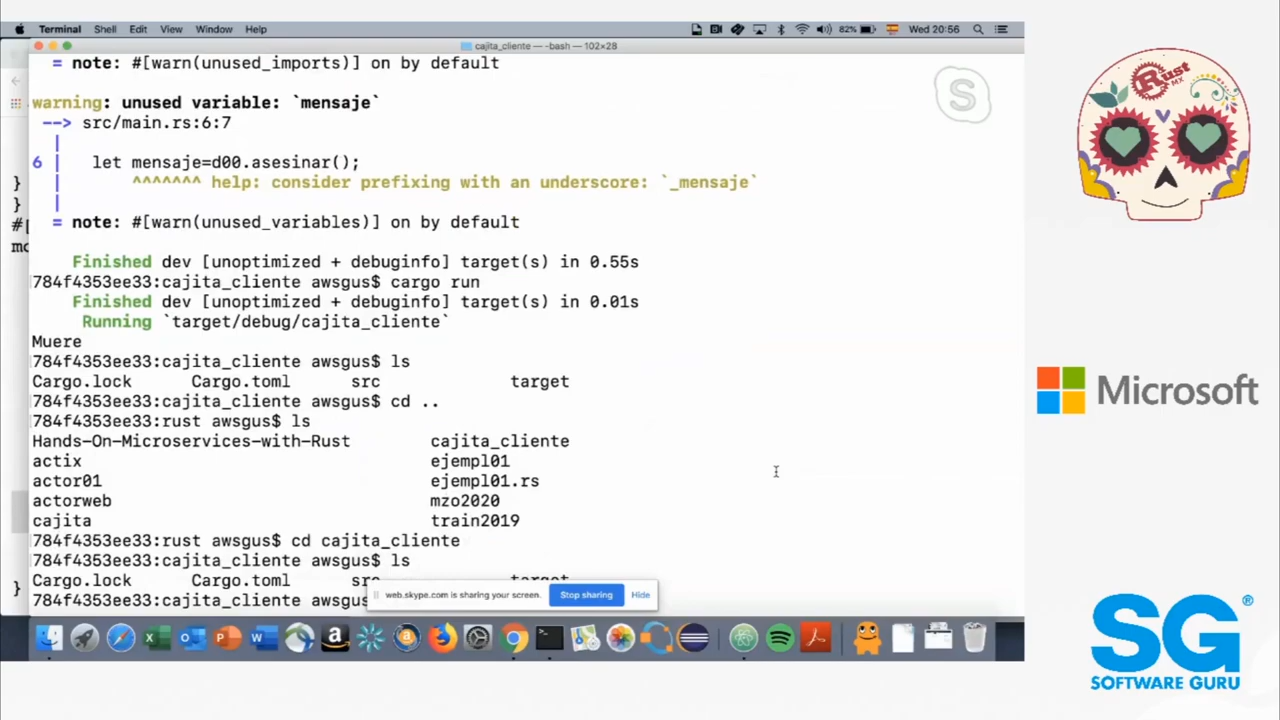 Terminal Shell Edit View Window Help 82% Wed 20:56
cajita_cliente — -bash — 102×28
= note: #[warn(unused_imports)] on by default
warning: unused variable: `mensaje`
--> src/main.rs:6:7
|
6 | let mensaje=d00.asesinar();
| ^^^^^^^ help: consider prefixing with an underscore: `_mensaje`
|
= note: #[warn(unused_variables)] on by default
Finished dev [unoptimized + debuginfo] target(s) in 0.55s
784f4353ee33:cajita_cliente awsgus$ cargo run
Finished dev [unoptimized + debuginfo] target(s) in 0.01s
Running `target/debug/cajita_cliente`
Muere
784f4353ee33:cajita_cliente awsgus$ ls
Cargo.lock Cargo.toml src target
784f4353ee33:cajita_cliente awsgus$ cd ..
784f4353ee33:rust awsgus$ ls
Hands-On-Microservices-with-Rust cajita_cliente
actix ejempl01
actor01 ejempl01.rs
actorweb mzo2020
cajita train2019
784f4353ee33:rust awsgus$ cd cajita_cliente
784f4353ee33:cajita_cliente awsgus$ ls
Cargo.lock Cargo.toml src target
784f4353ee33:cajita_cliente awsgus
web.skype.com is sharing your screen. Stop sharing Hide
}
}
#[
mo
}
S
Rust MX
Microsoft
SG®
SOFTWARE GURU